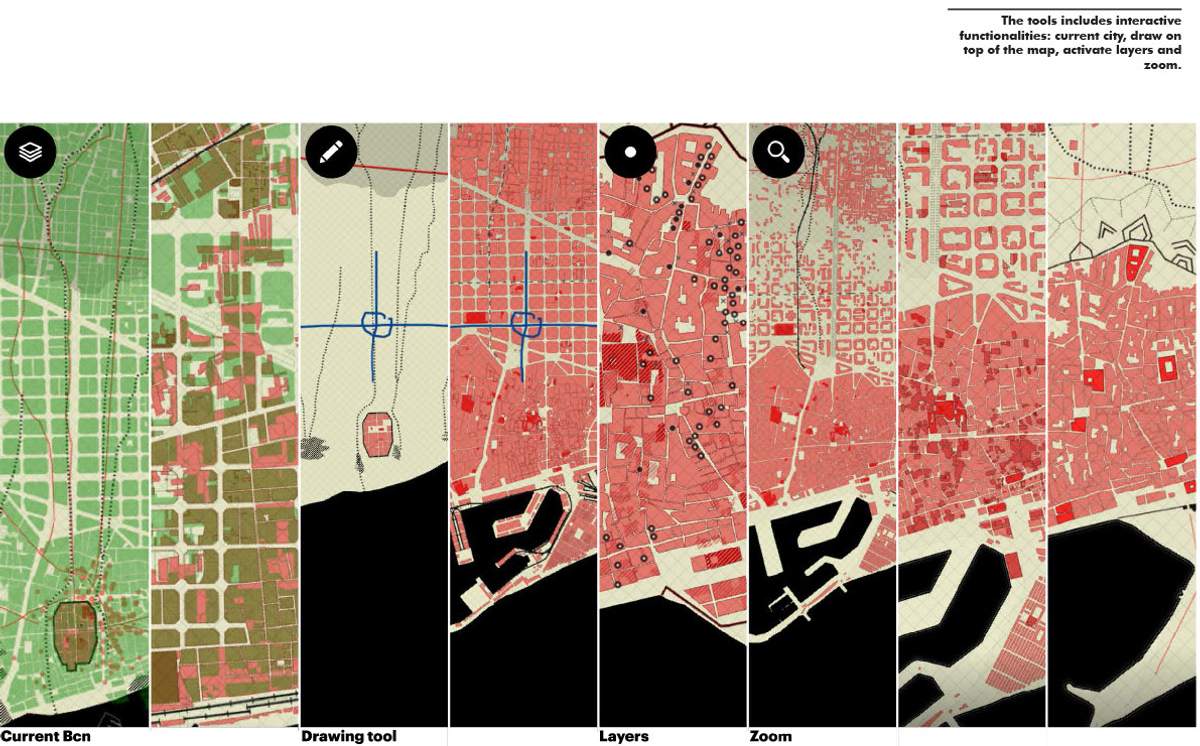 The tools includes interactive
functionalities: current city, draw on
top of the map, activate layers and
zoom.
Current Bcn
Drawing tool
Layers
Zoom